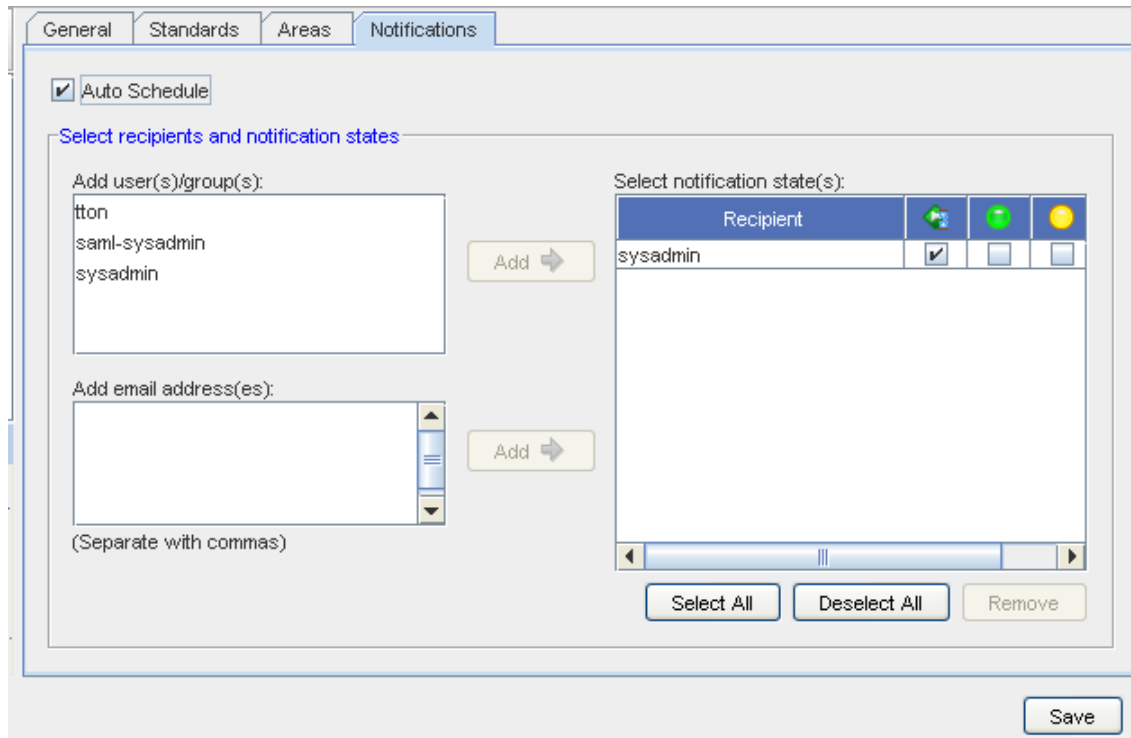 General Standards Areas Notifications
Auto Schedule
Select recipients and notification states
Add user(s)/group(s):
tton
saml-sysadmin
sysadmin
Add
Add email address(es):
Add
(Separate with commas)
Select notification state(s):
Recipient
sysadmin
Select All Deselect All Remove
Save